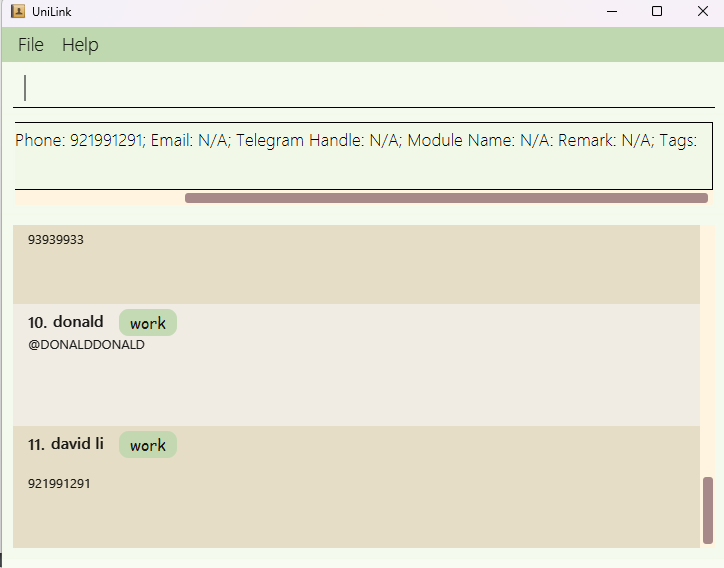 UniLink
File Help
Phone: 921991291; Email: N/A; Telegram Handle: N/A; Module Name: N/A: Remark: N/A; Tags:
93939933
10. donald work
@DONALDDONALD
11. david li work
921991291